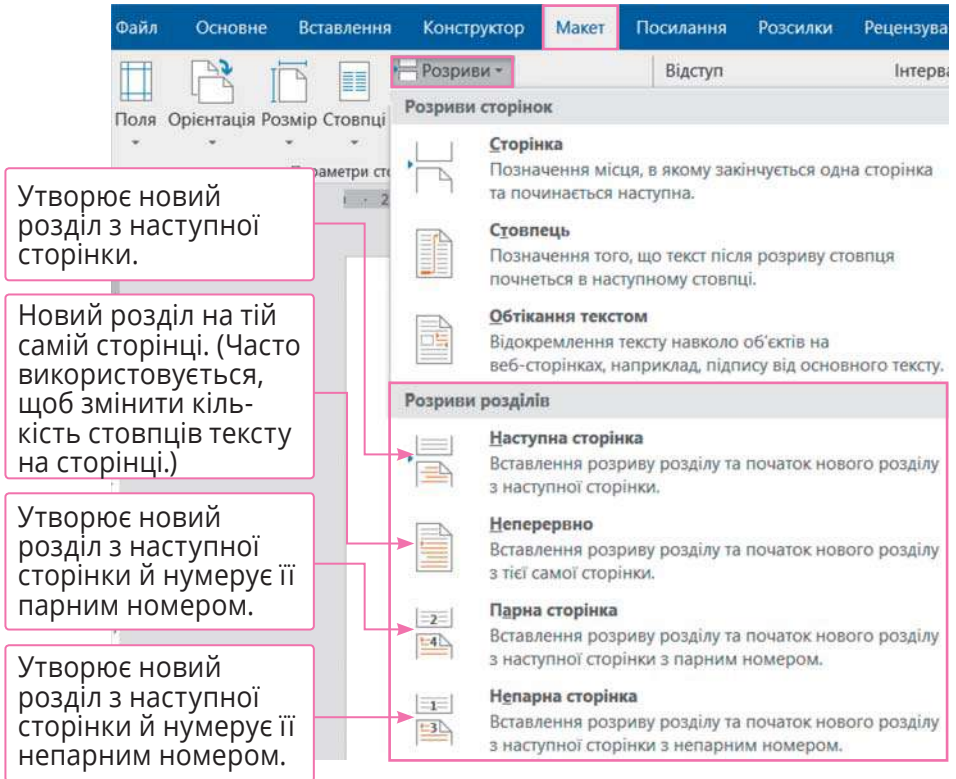 Файл Основне Вставлення Конструктор Макет Посилання Розсилки Рецензува
Розриви Відступ Інтерва
Поля Орієнтація Розмір Стовпці
аметри сто
2
Розриви сторінок
Сторінка
Позначення місця, в якому закінчується одна сторінка
та починається наступна.
Стовпець
Позначення того, що текст після розриву стовпця
почнеться в наступному стовпці.
Обтікання текстом
Відокремлення тексту навколо об’єктів на
веб-сторінках, наприклад, підпису від основного тексту.
Розриви розділів
Наступна сторінка
Вставлення розриву розділу та початок нового розділу
з наступної сторінки.
Неперервно
Вставлення розриву розділу та початок нового розділу
з тієї самої сторінки.
2
4
Парна сторінка
Вставлення розриву розділу та початок нового розділу
з наступної сторінки з парним номером.
1
3
Непарна сторінка
Вставлення розриву розділу та початок нового розділу
з наступної сторінки з непарним номером.
Утворює новий
розділ з наступної
сторінки.
Новий розділ на тій
самій сторінці. (Часто
використовується,
щоб змінити кіль-
кість стовпців тексту
на сторінці.)
Утворює новий
розділ з наступної
сторінки й нумерує її
парним номером.
Утворює новий
розділ з наступної
сторінки й нумерує її
непарним номером.